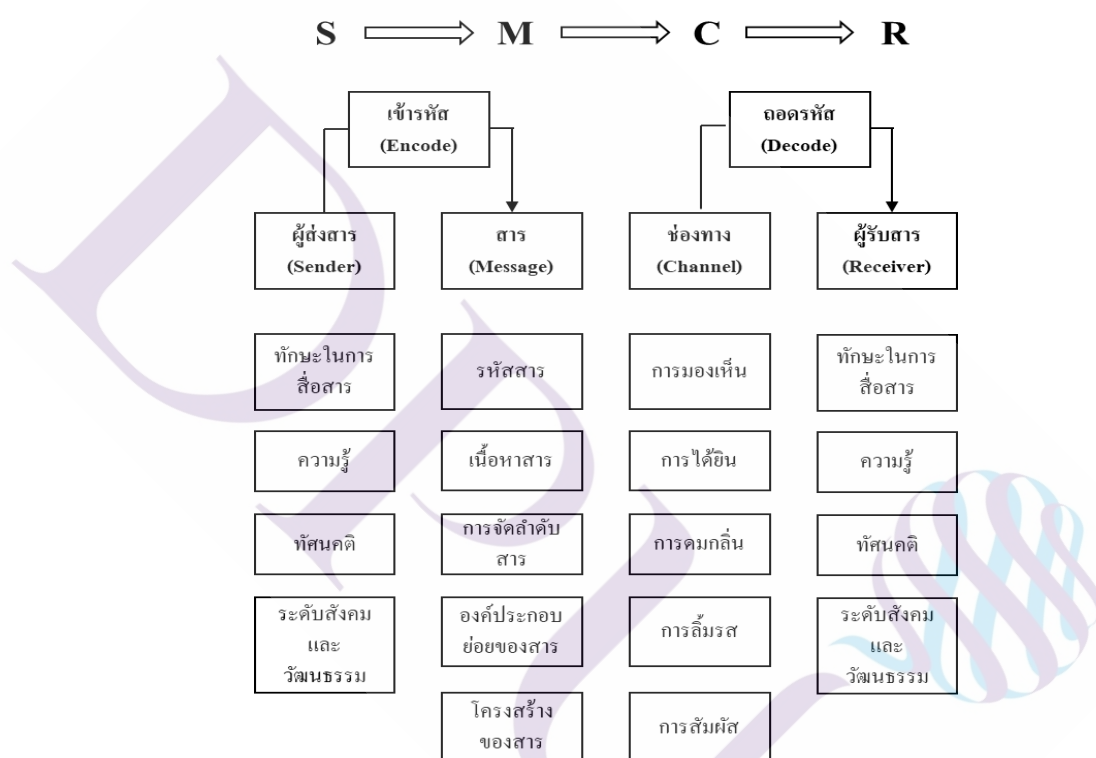 S M C R
เข้ารหัส
(Encode)
ถอดรหัส
(Decode)
ผู้ส่งสาร
(Sender)
สาร
(Message)
ช่องทาง
(Channel)
ผู้รับสาร
(Receiver)
ทักษะในการ
สื่อสาร
รหัสสาร
การมองเห็น
ทักษะในการ
สื่อสาร
ความรู้
เนื้อหาสาร
การได้ยิน
ความรู้
ทัศนคติ
การจัดลำดับ
สาร
การดมกลิ่น
ทัศนคติ
ระดับสังคม
และ
วัฒนธรรม
องค์ประกอบ
ย่อยของสาร
การลิ้มรส
ระดับสังคม
และ
วัฒนธรรม
โครงสร้าง
ของสาร
การสัมผัส